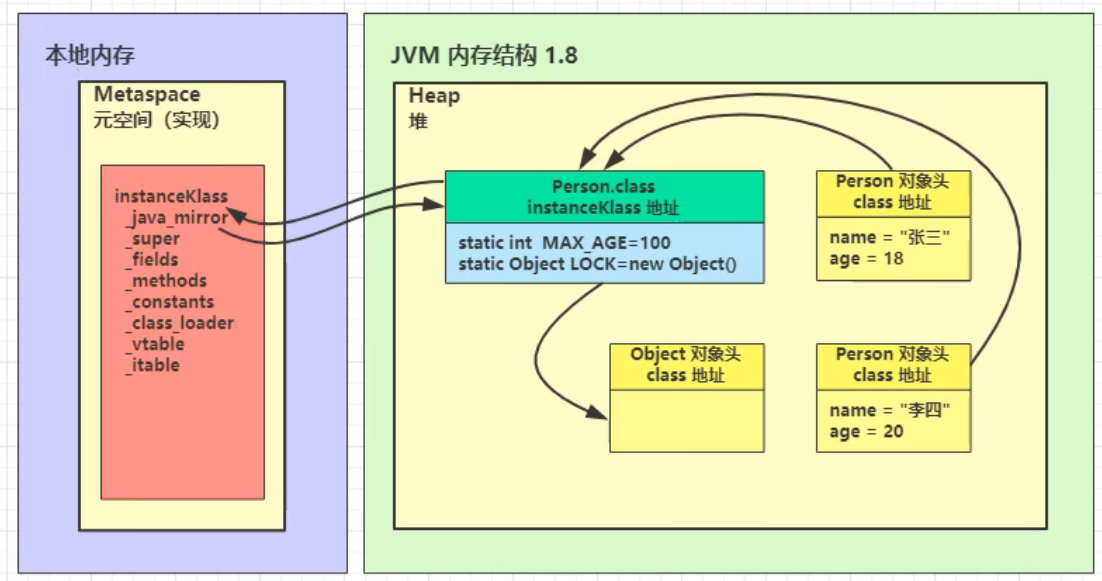 本地内存
Metaspace
元空间（实现）
instanceKlass
_java_mirror
_super
_fields
_methods
_constants
_class_loader
_vtable
_itable
JVM 内存结构 1.8
Heap
堆
Person.class
instanceKlass 地址
static int MAX_AGE=100
static Object LOCK=new Object()
Person 对象头
class 地址
name = "张三"
age = 18
Object 对象头
class 地址
Person 对象头
class 地址
name = "李四"
age = 20